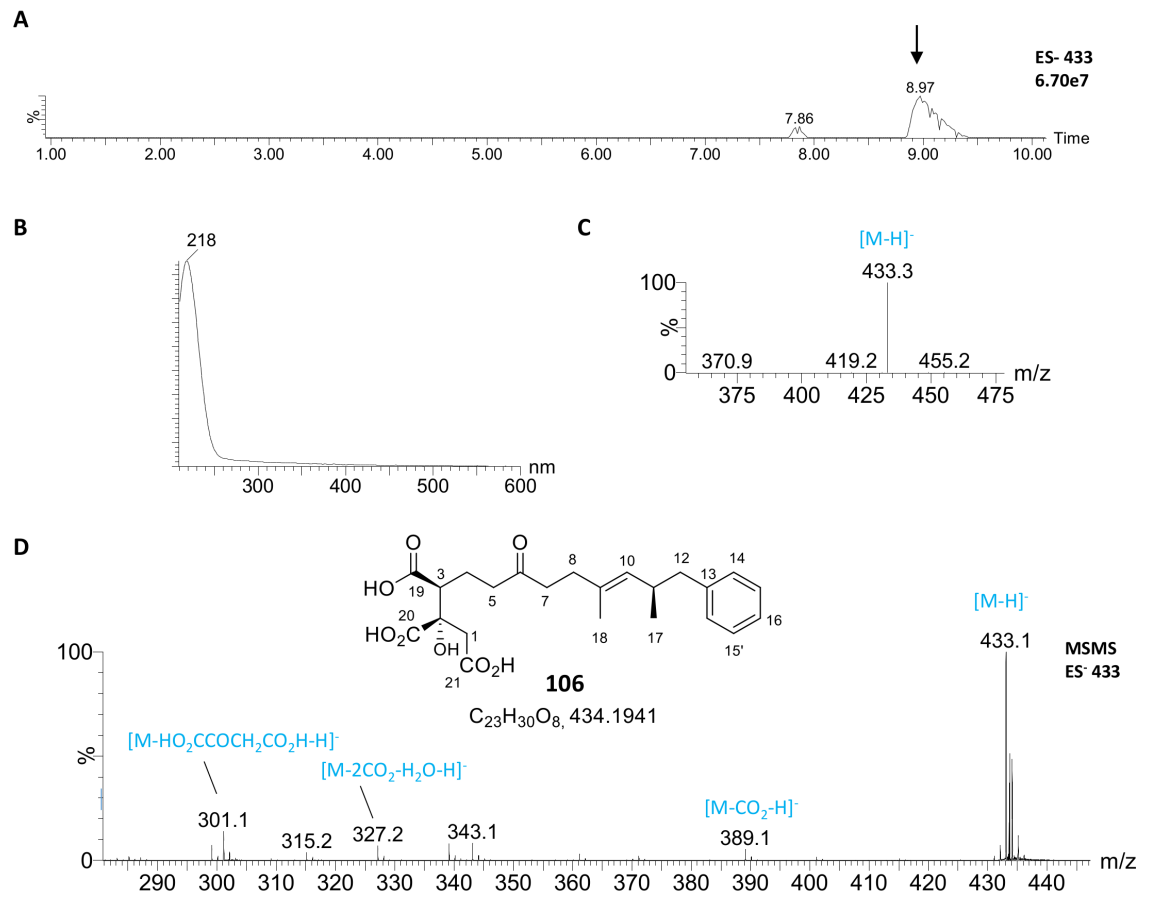 A
ES- 433
6.70e7
8.97
7.86
%
1.00 2.00 3.00 4.00 5.00 6.00 7.00 8.00 9.00 10.00 Time
B
218
300 400 500 600 nm
C
[M-H]-
433.3
100
%
370.9 419.2 455.2
0
375 400 425 450 475 m/z
D
O O
HO 19 3 5 7 8 10 12 13 14
20 18 17 16
HO₂C OH 1 15'
CO₂H
21
106
C₂₃H₃₀O₈, 434.1941
[M-H]-
433.1
MSMS
ES- 433
100
%
[M-HO₂CCOCH₂CO₂H-H]-
[M-2CO₂-H₂O-H]-
[M-CO₂-H]-
301.1 315.2 327.2 343.1 389.1
0
290 300 310 320 330 340 350 360 370 380 390 400 410 420 430 440 m/z